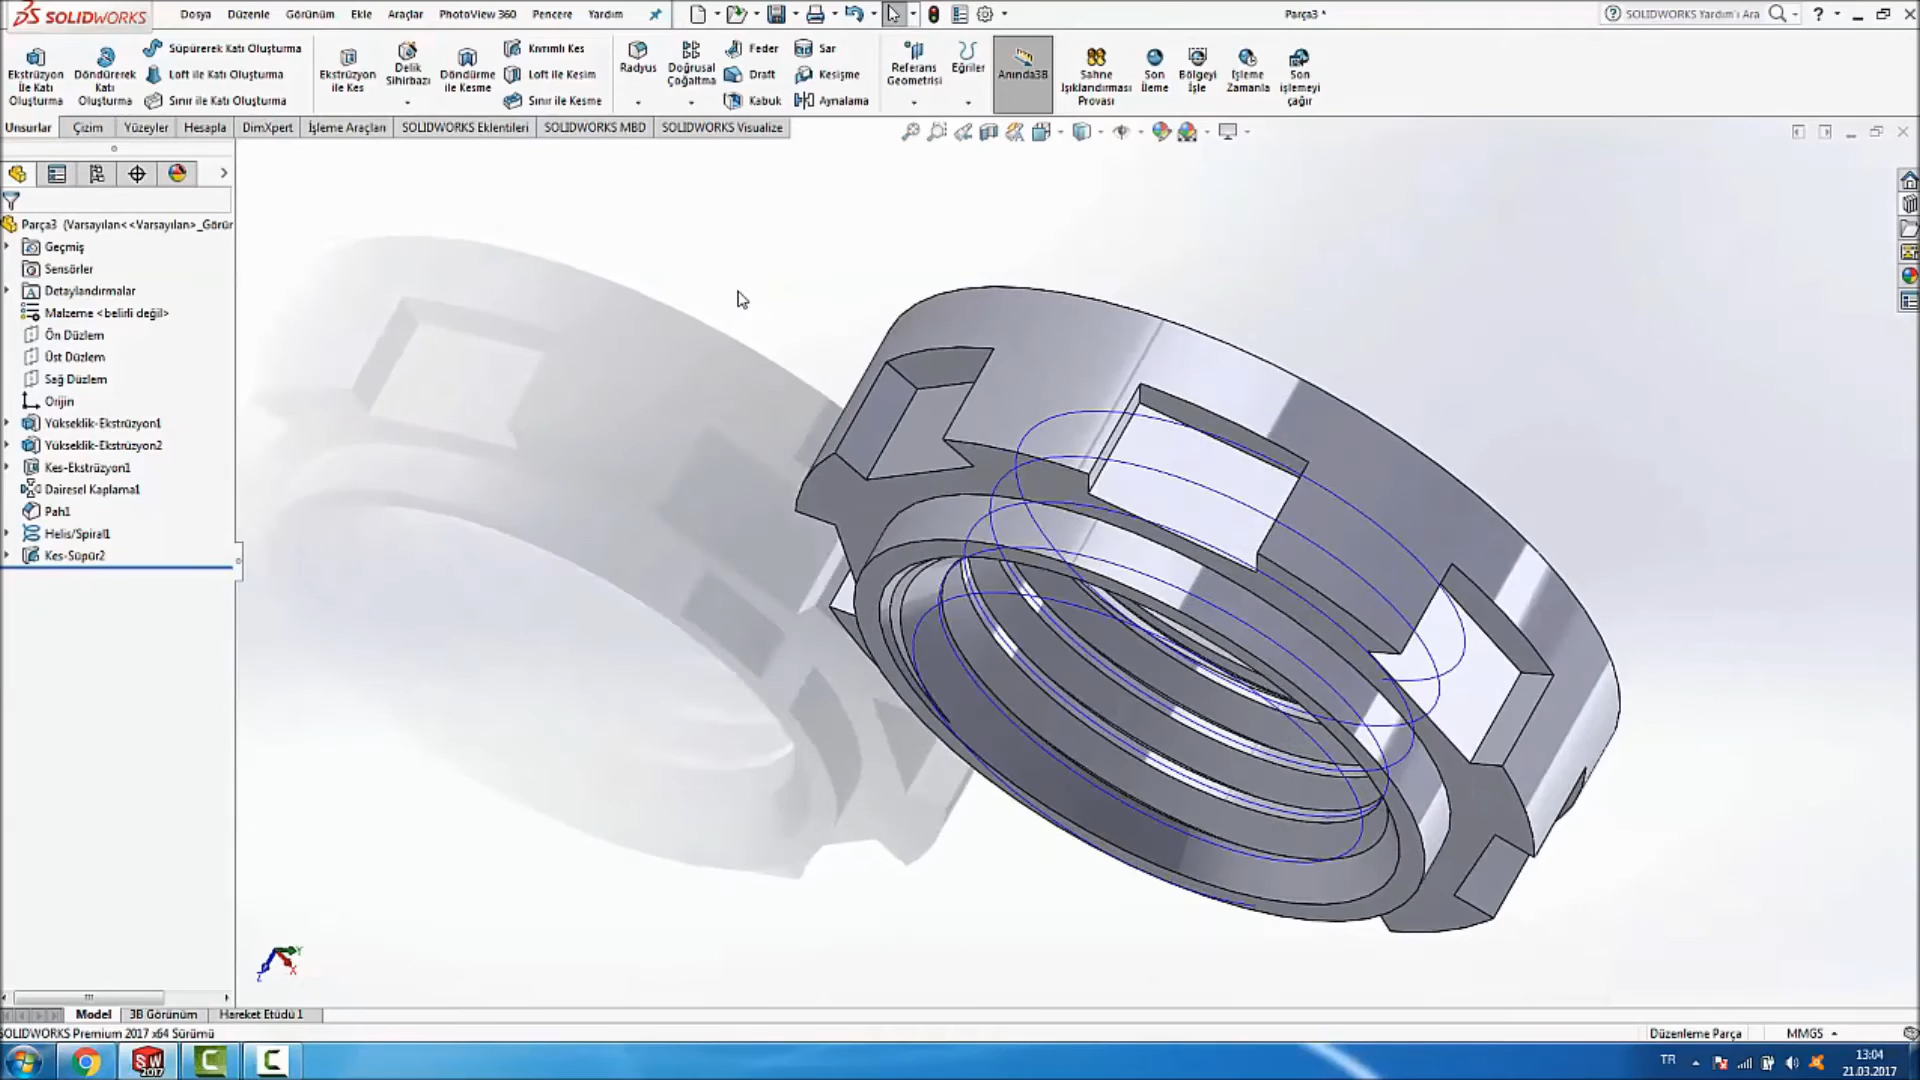 SOLIDWORKS
Dosya
Düzenle
Görünüm
Ekle
Araçlar
PhotoView 360
Pencere
Yardım
Parça3 *
SOLIDWORKS Yardım'ı Ara
Ekstrüzyon
İle Katı
Oluşturma
Döndürerek
Katı
Oluşturma
Süpürerek Katı Oluşturma
Loft ile Katı Oluşturma
Sınır ile Katı Oluşturma
Ekstrüzyon
ile Kes
Delik
Sihirbazı
Döndürme
ile Kesme
Kıvrımlı Kes
Loft ile Kesim
Sınır ile Kesme
Radyus
Doğrusal
Çoğaltma
Feder
Draft
Kabuk
Sar
Kesişme
Aynalama
Referans
Geometrisi
Eğriler
Anında3B
Sahne
Işıklandırması
Provası
Son
İleme
Bölgeyi
İşle
İşleme
Zamanla
Son
işlemeyi
çağır
Unsurlar
Çizim
Yüzeyler
Hesapla
DimXpert
İşleme Araçları
SOLIDWORKS Eklentileri
SOLIDWORKS MBD
SOLIDWORKS Visualize
Parça3 (Varsayılan<<Varsayılan>_Görür
Geçmiş
Sensörler
Detaylandırmalar
Malzeme <belirli değil>
Ön Düzlem
Üst Düzlem
Sağ Düzlem
Orijin
Yükseklik-Ekstrüzyon1
Yükseklik-Ekstrüzyon2
Kes-Ekstrüzyon1
Dairesel Kaplama1
Pah1
Helis/Spiral1
Kes-Süpür2
Y
X
Z
Model
3B Görünüm
Hareket Etüdü 1
SOLIDWORKS Premium 2017 x64 Sürümü
Düzenleme Parça
MMGS
SW
2017
TR
13:04
21.03.2017